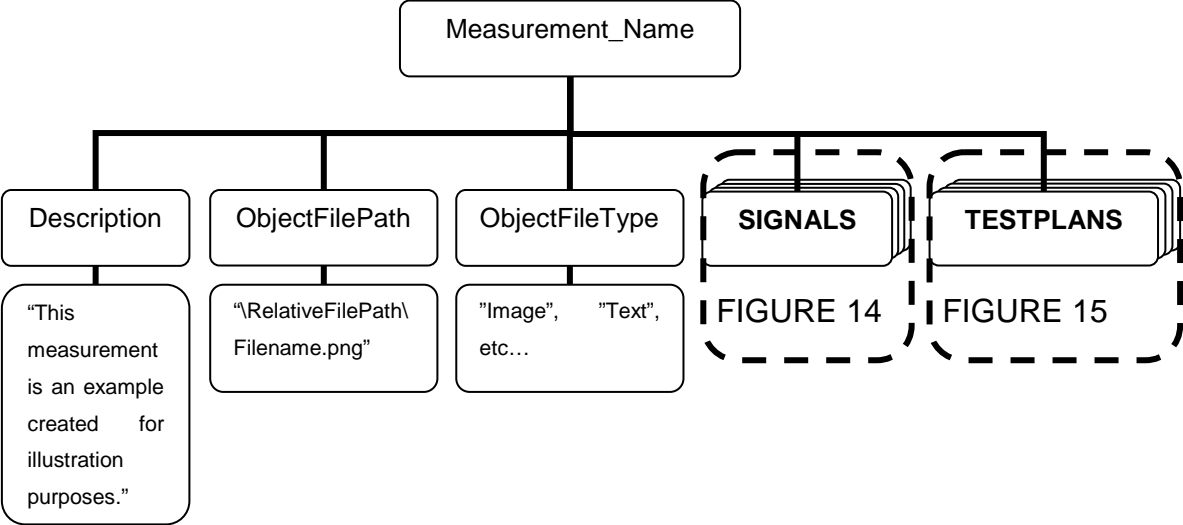 Measurement_Name
Description
ObjectFilePath
ObjectFileType
SIGNALS
TESTPLANS
“This
measurement
is an example
created for
illustration
purposes.”
“\RelativeFilePath\
Filename.png”
”Image”, ”Text”,
etc…
FIGURE 14
FIGURE 15